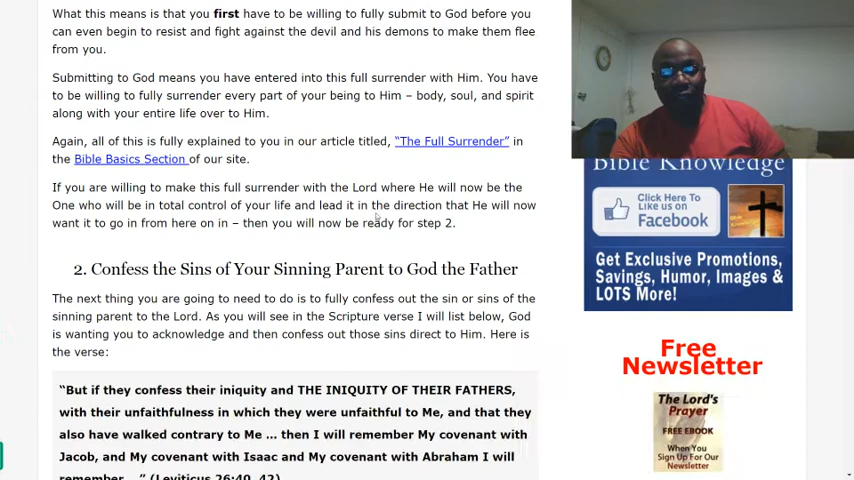 What this means is that you first have to be willing to fully submit to God before you
can even begin to resist and fight against the devil and his demons to make them flee
from you.
Submitting to God means you have entered into this full surrender with Him. You have
to be willing to fully surrender every part of your being to Him – body, soul, and spirit
along with your entire life over to Him.
Again, all of this is fully explained to you in our article titled, “The Full Surrender” in
the Bible Basics Section of our site.
If you are willing to make this full surrender with the Lord where He will now be the
One who will be in total control of your life and lead it in the direction that He will now
want it to go in from here on in – then you will now be ready for step 2.
2. Confess the Sins of Your Sinning Parent to God the Father
The next thing you are going to need to do is to fully confess out the sin or sins of the
sinning parent to the Lord. As you will see in the Scripture verse I will list below, God
is wanting you to acknowledge and then confess out those sins direct to Him. Here is
the verse:
“But if they confess their iniquity and THE INIQUITY OF THEIR FATHERS,
with their unfaithfulness in which they were unfaithful to Me, and that they
also have walked contrary to Me … then I will remember My covenant with
Jacob, and My covenant with Isaac and My covenant with Abraham I will
remember…” (Leviticus 26:40, 42)
Bible Knowledge
Click Here To
Like us on
Facebook
Get Exclusive Promotions,
Savings, Humor, Images &
LOTS More!
Free
Newsletter
The Lord's
Prayer
FREE EBOOK
When You
Sign Up For Our
Newsletter